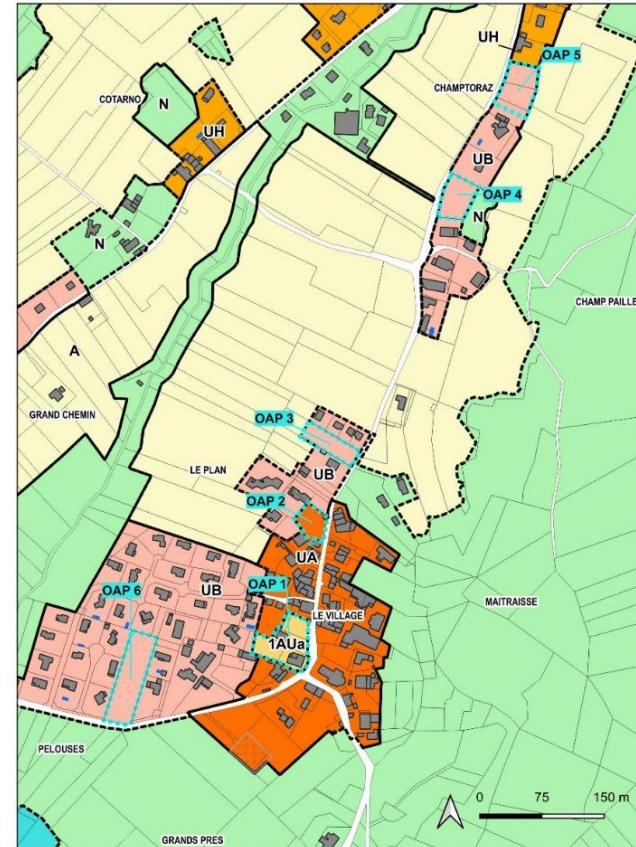 UH
OAP 5
COTARNO
N
CHAMPTORAZ
UH
UB
OAP 4
N
N
CHAMP PAILLE
A
GRAND CHEMIN
OAP 3
LE PLAN
UB
OAP 2
UA
OAP 1
UB
OAP 6
MAITRAISSE
LE VILLAGE
1AUa
PELOUSES
0 75 150 m
GRANDS PRES